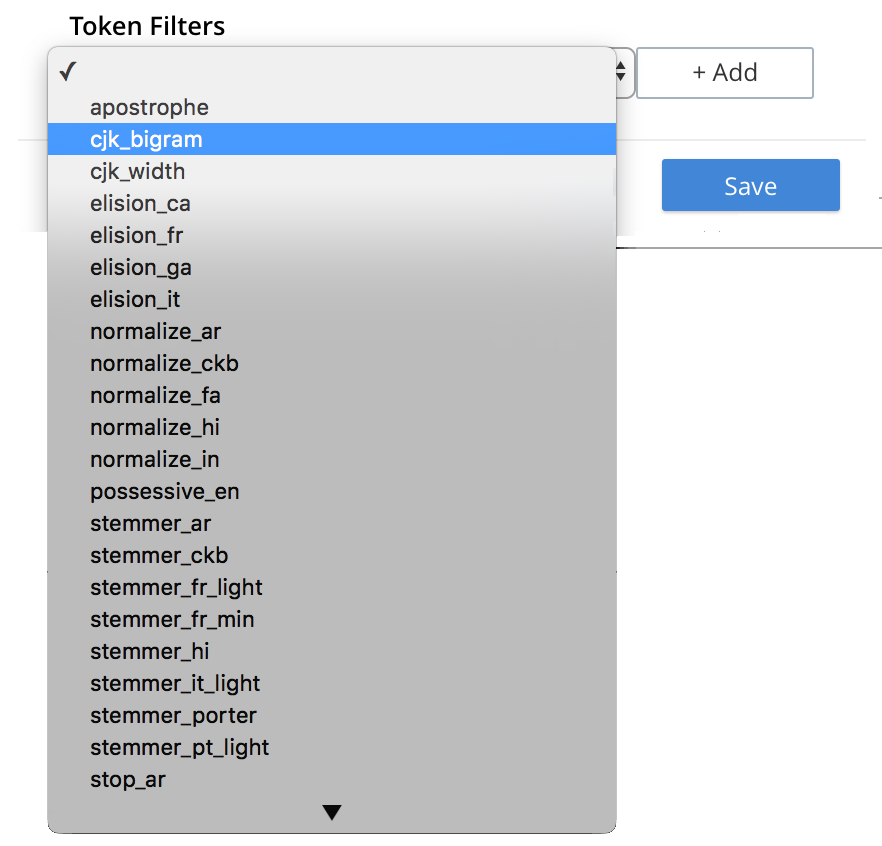 Token Filters
✓
+ Add
apostrophe
cjk_bigram
cjk_width
Save
elision_ca
elision_fr
elision_ga
elision_it
normalize_ar
normalize_ckb
normalize_fa
normalize_hi
normalize_in
possessive_en
stemmer_ar
stemmer_ckb
stemmer_fr_light
stemmer_fr_min
stemmer_hi
stemmer_it_light
stemmer_porter
stemmer_pt_light
stop_ar